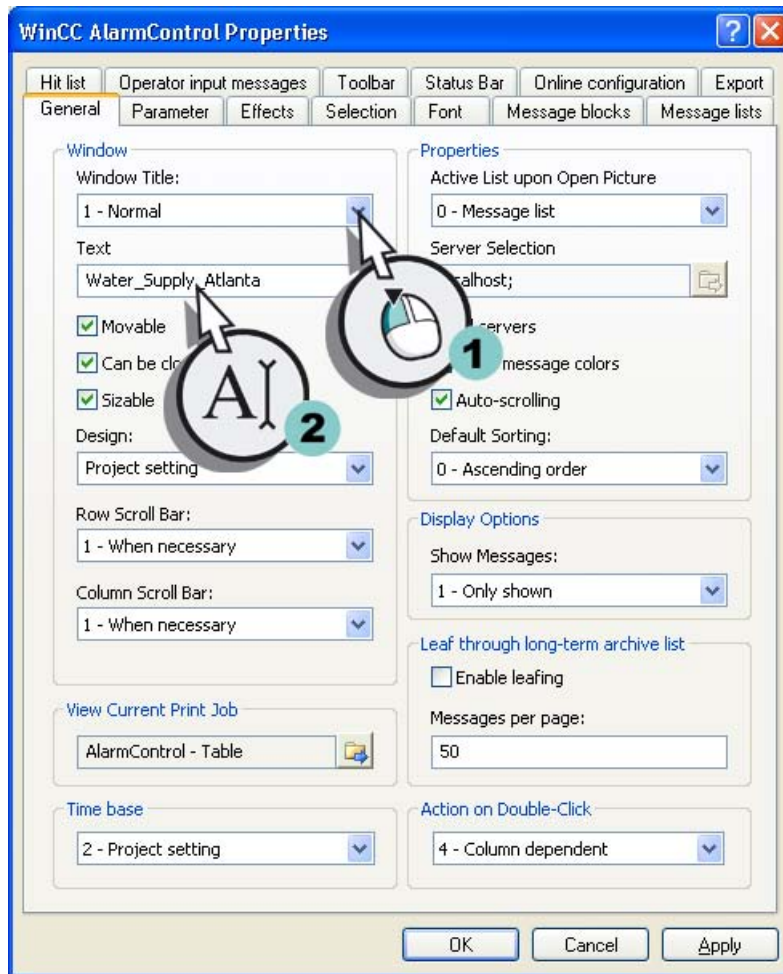 WinCC AlarmControl Properties
Hit list Operator input messages Toolbar Status Bar Online configuration Export
General Parameter Effects Selection Font Message blocks Message lists
Window
Window Title:
1 - Normal
Text
Water_Supply_Atlanta
Movable
Can be
Sizable
Design:
Project setting
Row Scroll Bar:
1 - When necessary
Column Scroll Bar:
1 - When necessary
View Current Print Job
AlarmControl - Table
Time base
2 - Project setting
Properties
Active List upon Open Picture
0 - Message list
Server Selection
alhost;
servers
message colors
Auto-scrolling
Default Sorting:
0 - Ascending order
Display Options
Show Messages:
1 - Only shown
Leaf through long-term archive list
Enable leafing
Messages per page:
50
Action on Double-Click
4 - Column dependent
1
A
2
OK Cancel Apply